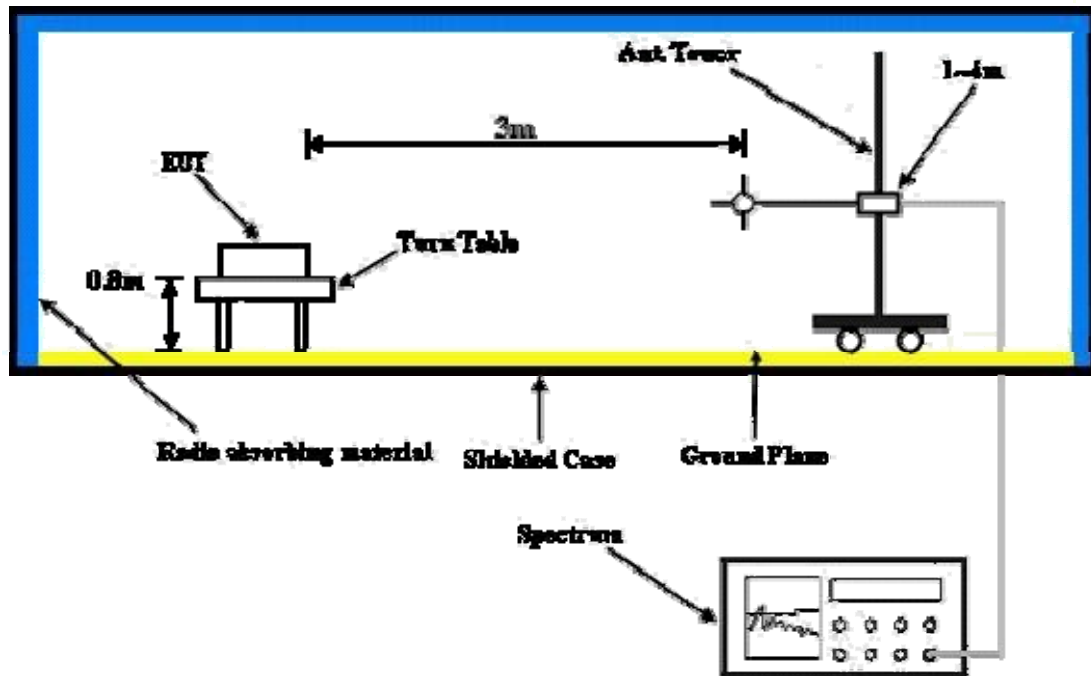 Ant. Tower
1-4m
3m
EUT
Turn Table
0.8m
Radio absorbing material
Shielded Case
Ground Plane
Spectrum